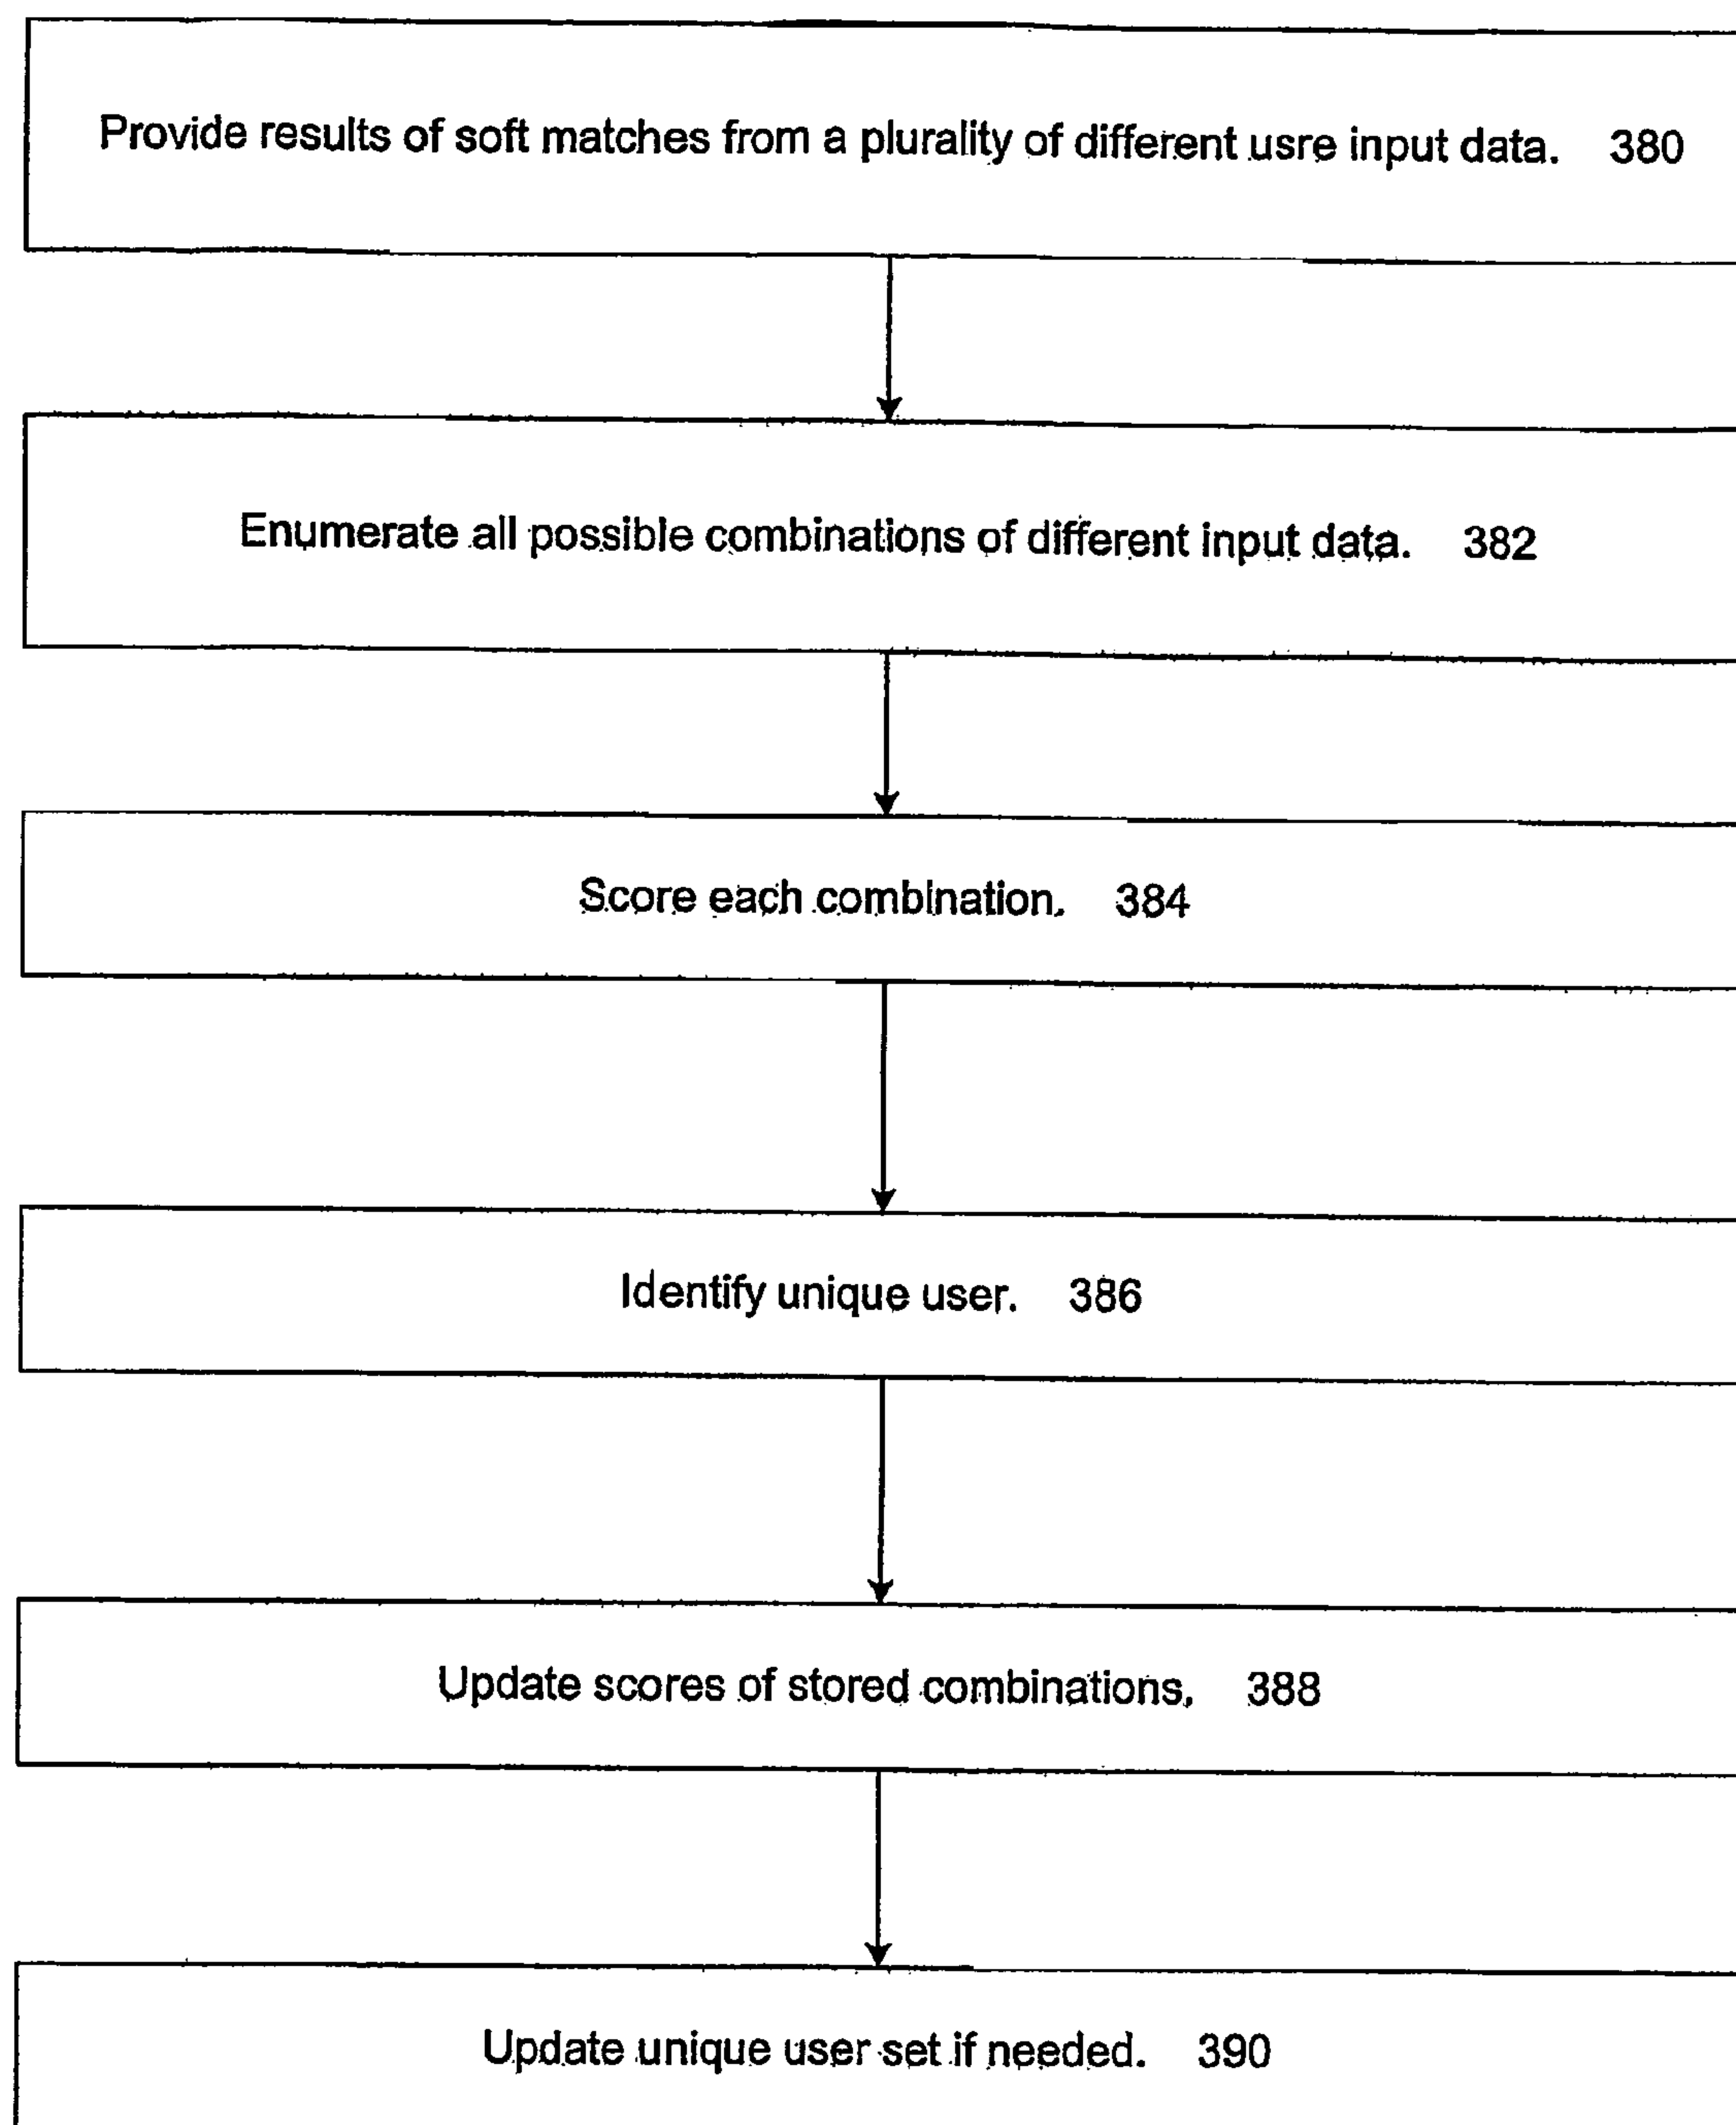 Provide results of soft matches from a plurality of different usre input data. 380
Enumerate all possible combinations of different input data. 382
Score each combination. 384
Identify unique user. 386
Update scores of stored combinations. 388
Update unique user set if needed. 390